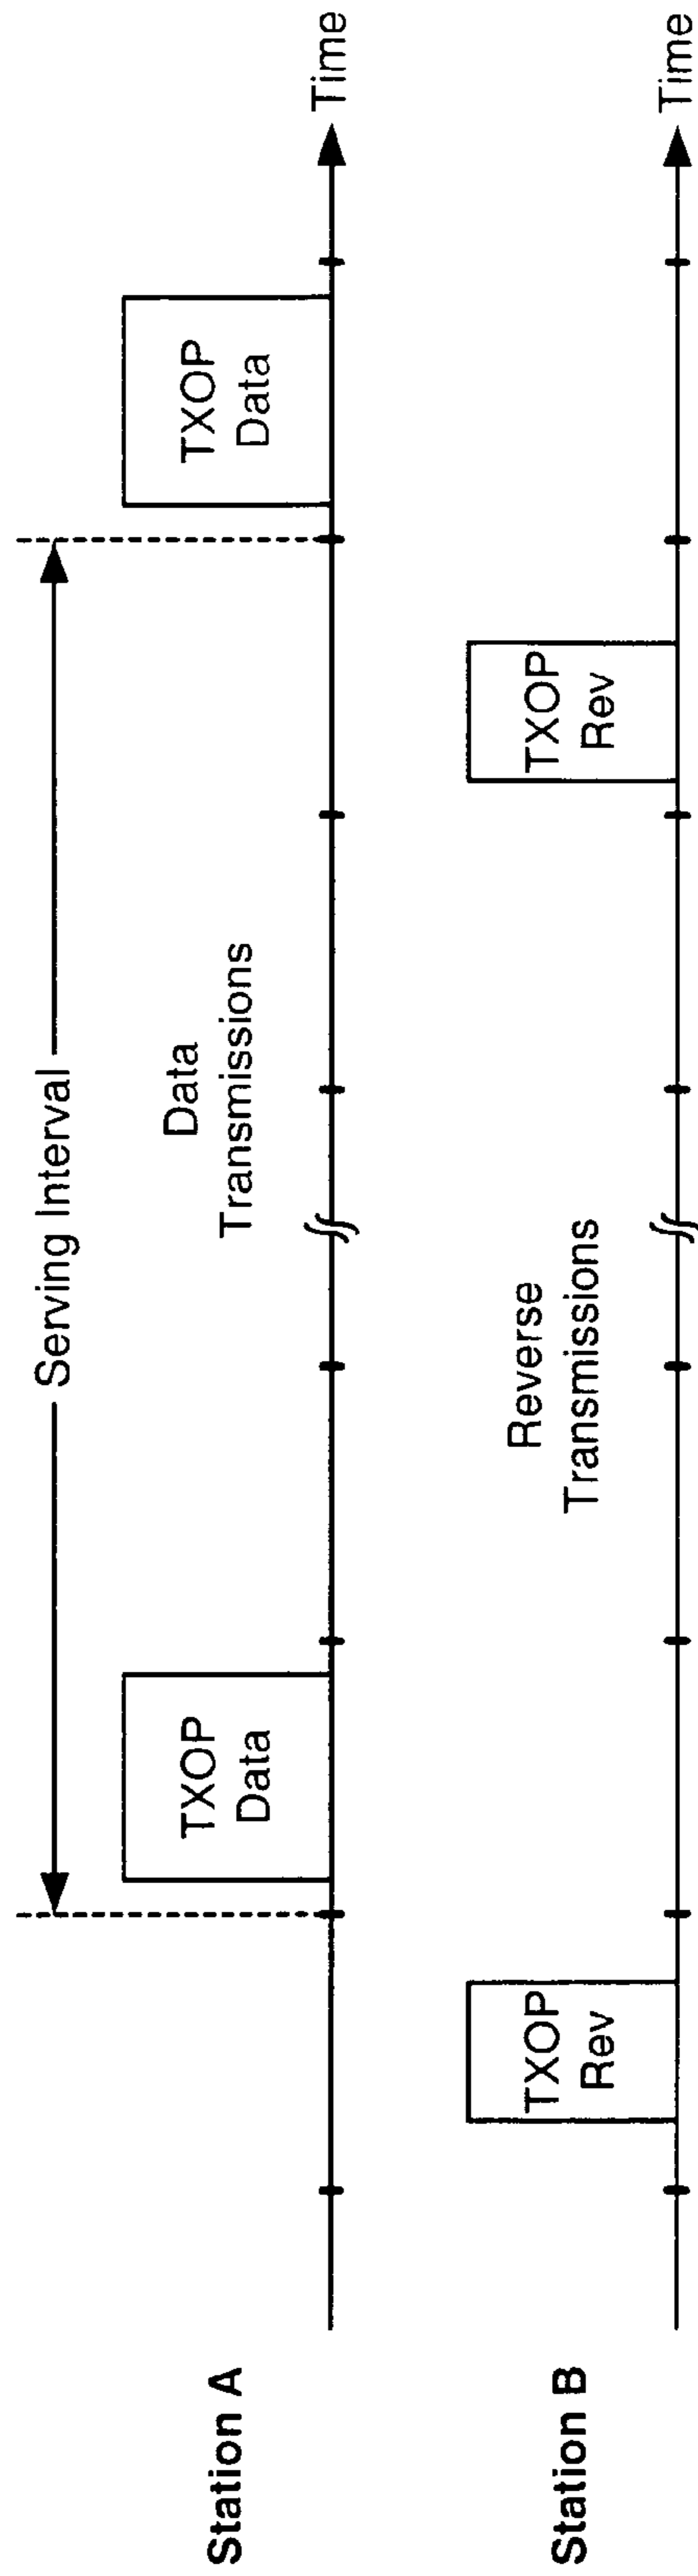 Serving Interval
Station A
TXOP
Data
Data
Transmissions
TXOP
Data
Time
Station B
TXOP
Rev
Reverse
Transmissions
TXOP
Rev
Time